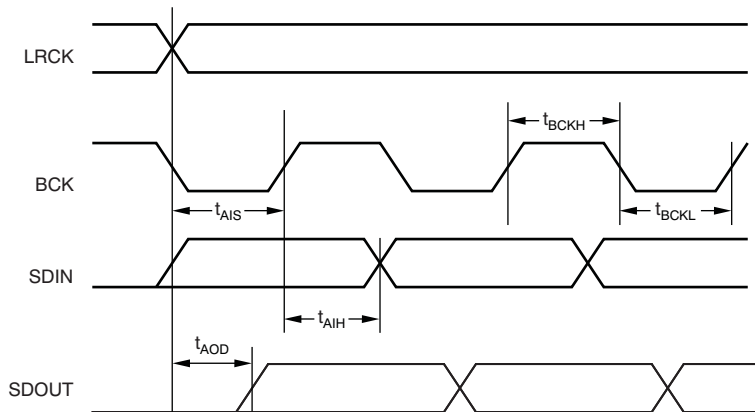 LRCK
t_BCKH
BCK
t_AIS
t_BCKL
SDIN
t_AIH
t_AOD
SDOUT